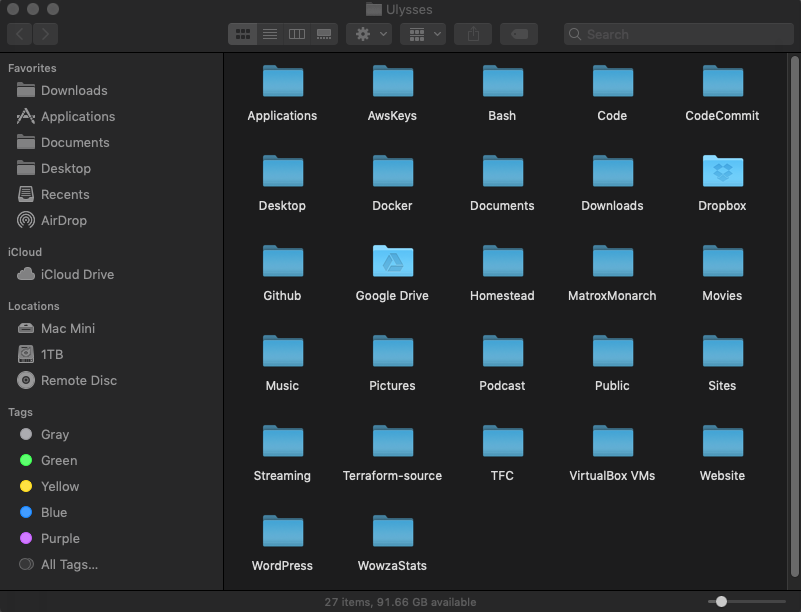 Ulysses
Search
Favorites
Downloads
Applications
Documents
Desktop
Recents
AirDrop
iCloud
iCloud Drive
Locations
Mac Mini
1TB
Remote Disc
Tags
Gray
Green
Yellow
Blue
Purple
All Tags...
Applications AwsKeys Bash Code CodeCommit
Desktop Docker Documents Downloads Dropbox
Github Google Drive Homestead MatroxMonarch Movies
Music Pictures Podcast Public Sites
Streaming Terraform-source TFC VirtualBox VMs Website
WordPress WowzaStats
27 items, 91.66 GB available